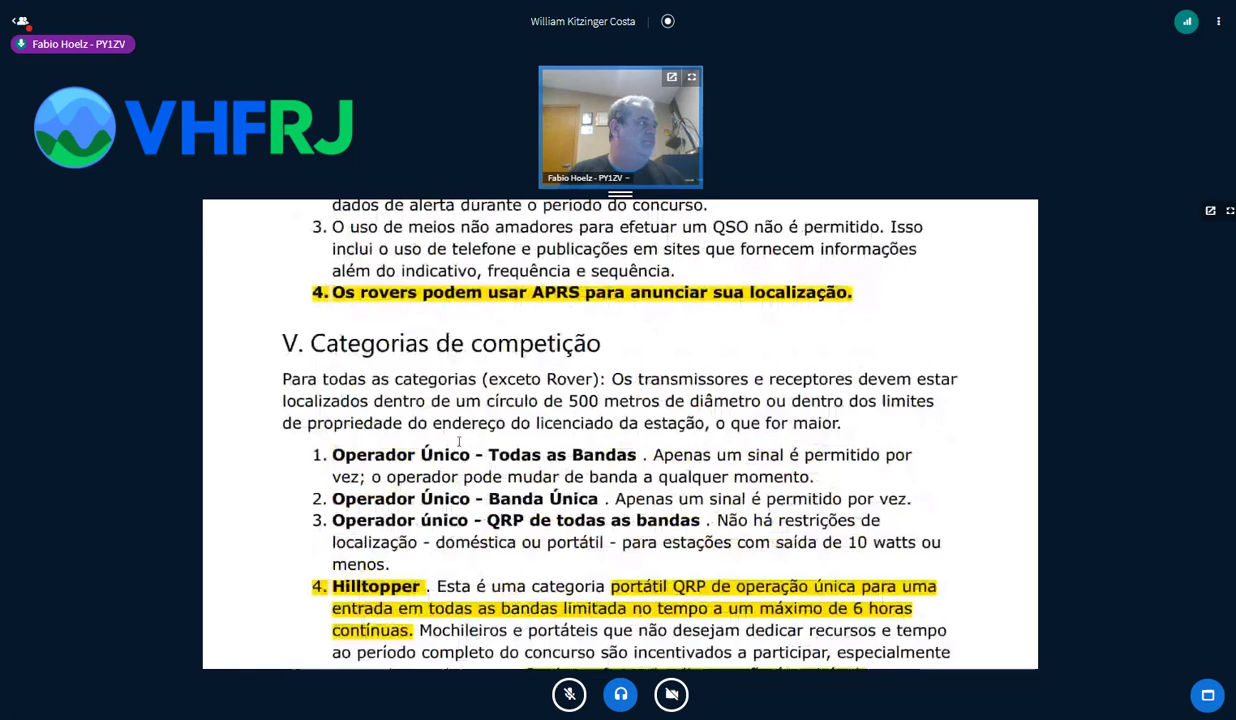 William Kitzinger Costa
Fabio Hoelz - PY1ZV
VHFRJ
Fabio Hoelz - PY1ZV
dados de alerta durante o período do concurso.
3. O uso de meios não amadores para efetuar um QSO não é permitido. Isso
inclui o uso de telefone e publicações em sites que fornecem informações
além do indicativo, frequência e sequência.
4. Os rovers podem usar APRS para anunciar sua localização.
V. Categorias de competição
Para todas as categorias (exceto Rover): Os transmissores e receptores devem estar
localizados dentro de um círculo de 500 metros de diâmetro ou dentro dos limites
de propriedade do endereço do licenciado da estação, o que for maior.
1. Operador Único - Todas as Bandas . Apenas um sinal é permitido por
vez; o operador pode mudar de banda a qualquer momento.
2. Operador Único - Banda Única . Apenas um sinal é permitido por vez.
3. Operador único - QRP de todas as bandas . Não há restrições de
localização - doméstica ou portátil - para estações com saída de 10 watts ou
menos.
4. Hilltopper . Esta é uma categoria portátil QRP de operação única para uma
entrada em todas as bandas limitada no tempo a um máximo de 6 horas
contínuas. Mochileiros e portáteis que não desejam dedicar recursos e tempo
ao período completo do concurso são incentivados a participar, especialmente